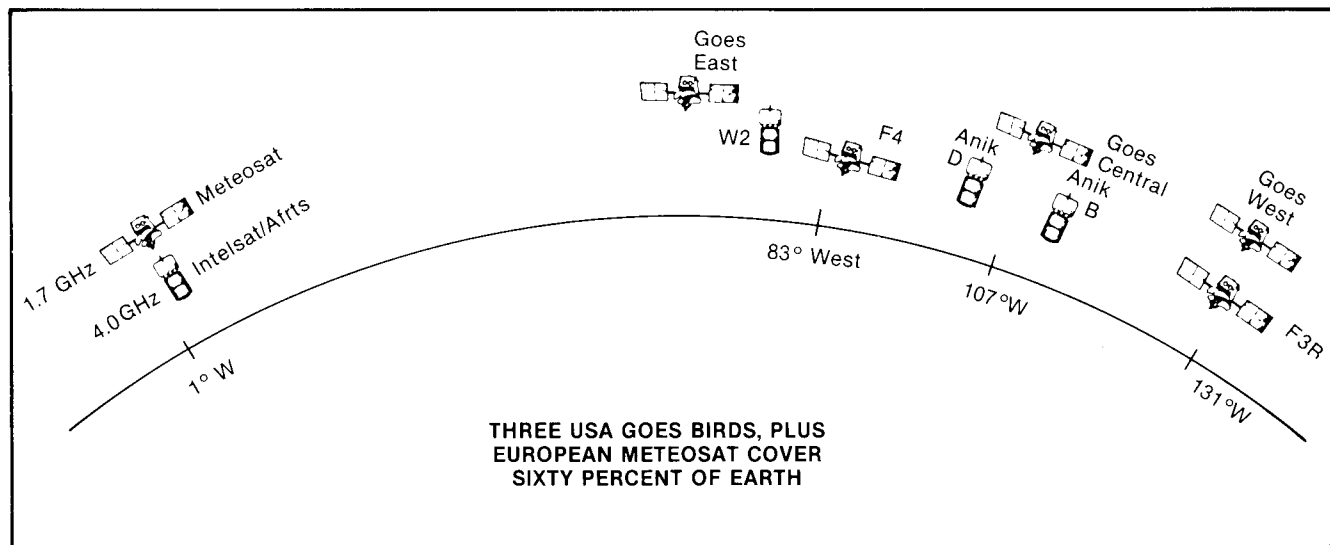 Goes
East
W2
F4
Anik
D
Goes
Central
Anik
B
Goes
West
F3R
Meteosat
1.7 GHz
Intelsat/Afrts
4.0GHz
1° W
83° West
107°W
131°W
THREE USA GOES BIRDS, PLUS
EUROPEAN METEOSAT COVER
SIXTY PERCENT OF EARTH